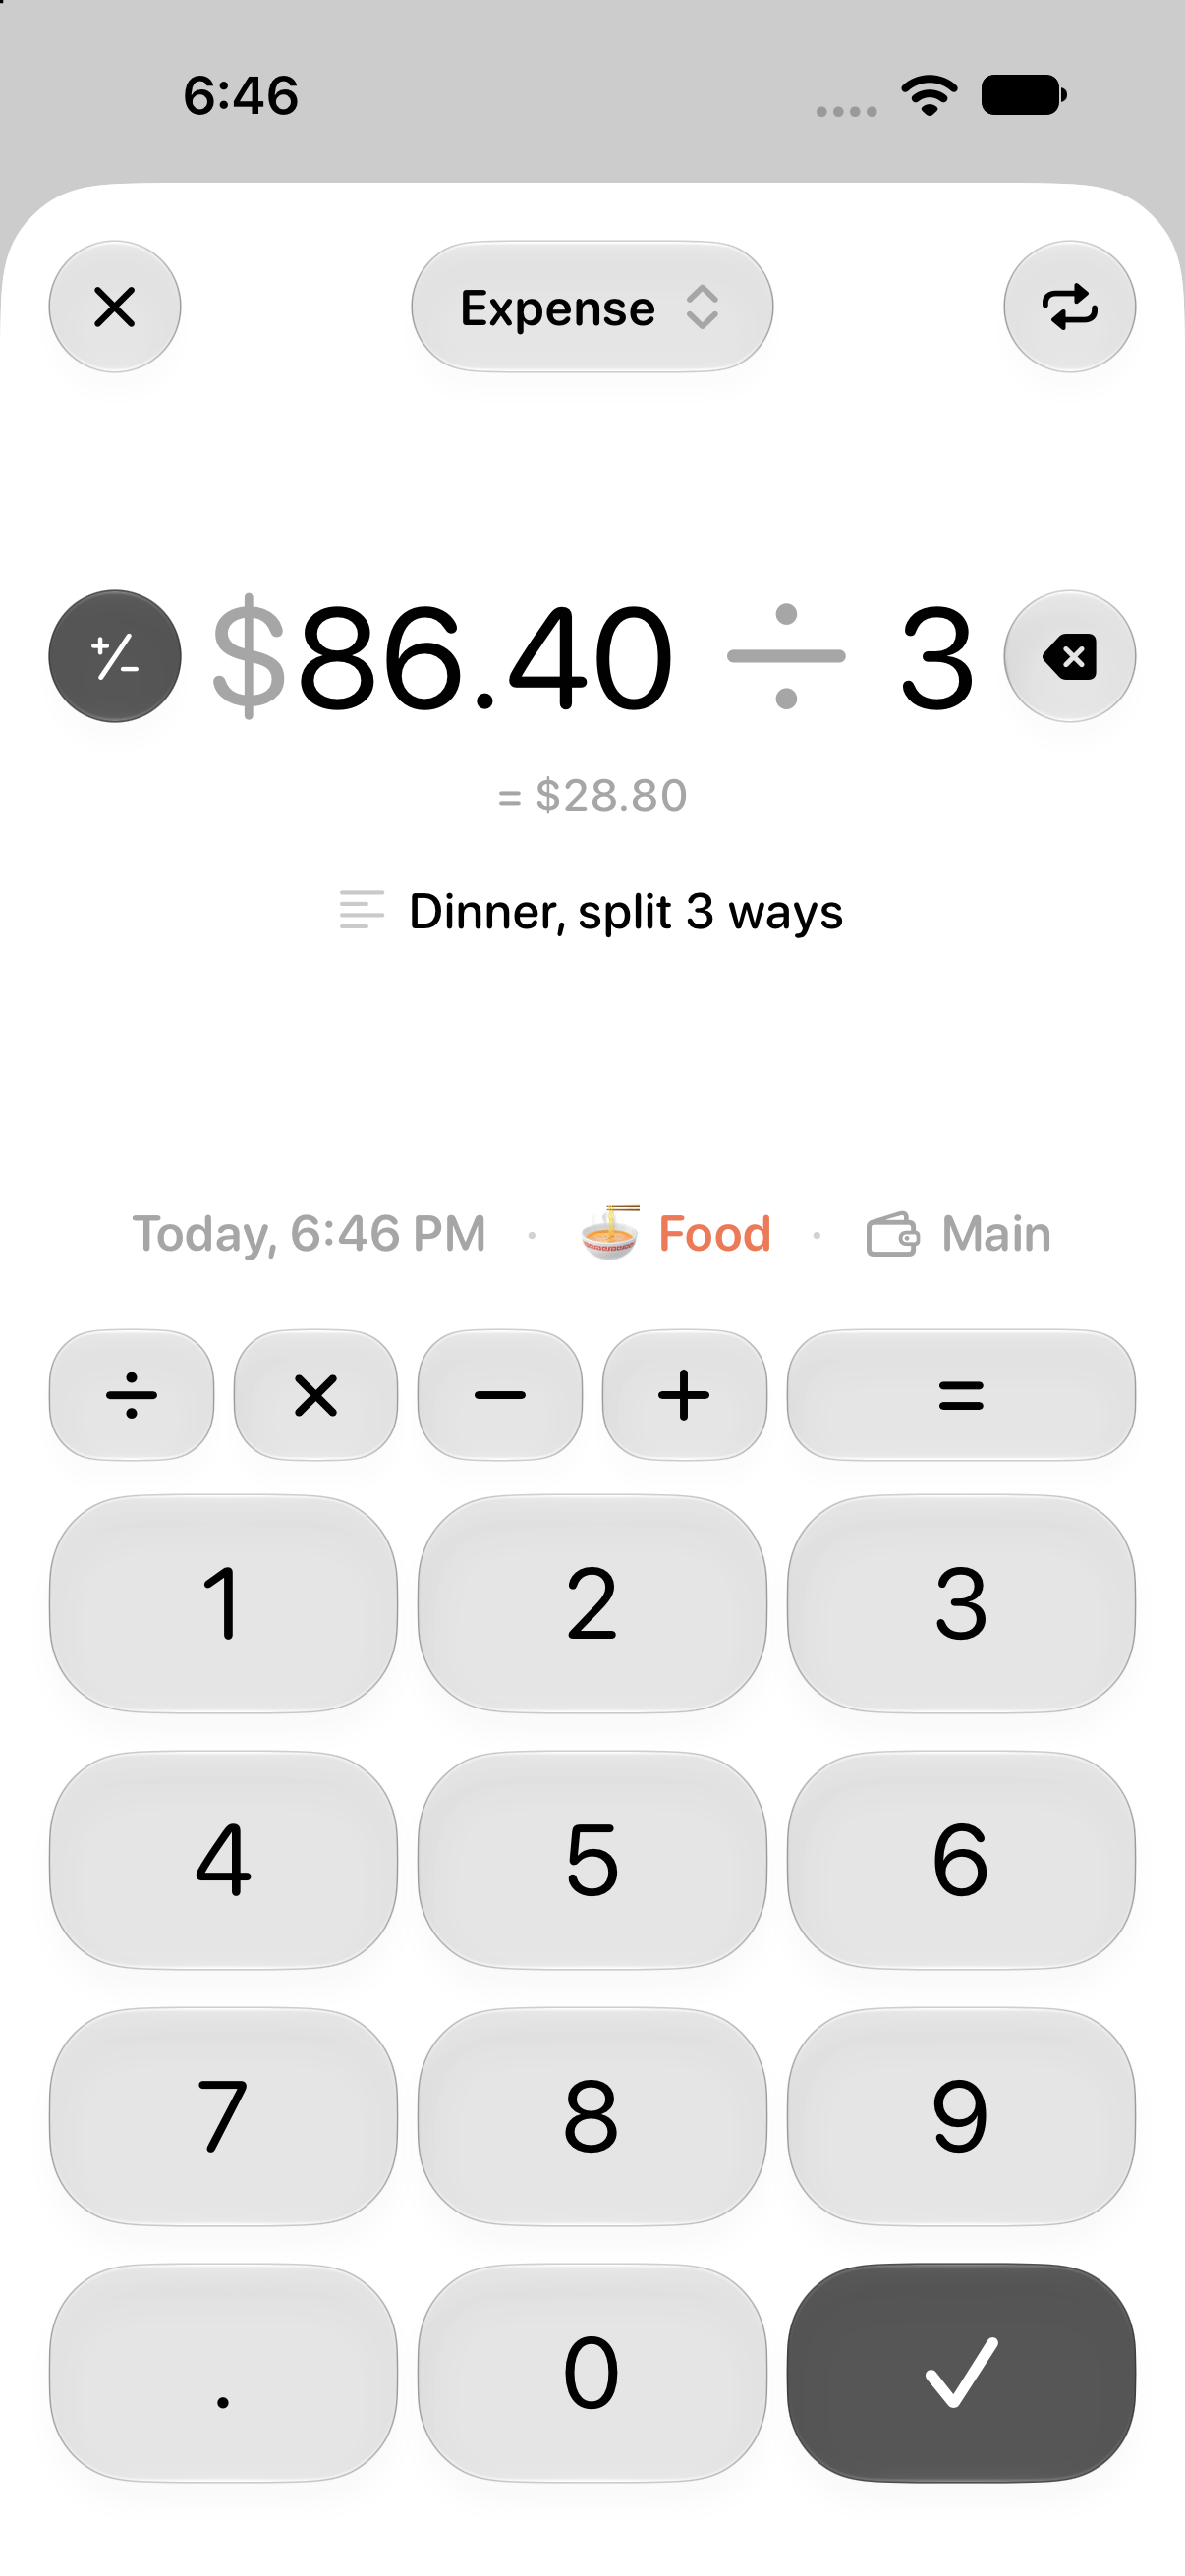 6:46
Expense
$86.40 ÷ 3
= $28.80
Dinner, split 3 ways
Today, 6:46 PM · Food · Main
÷ × − + =
1 2 3
4 5 6
7 8 9
. 0